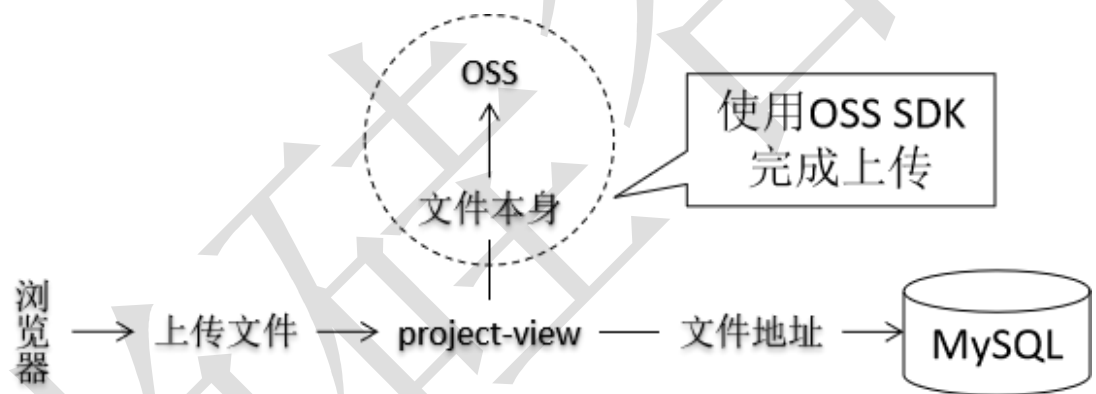 OSS
使用OSS SDK
完成上传
文件本身
浏览器
上传文件
project-view
文件地址
MySQL